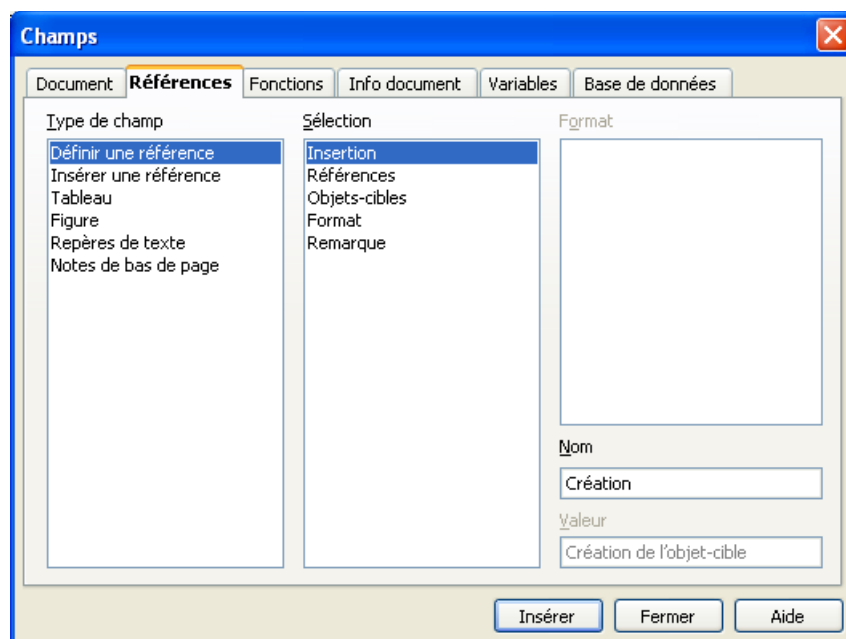 Champs
Document Références Fonctions Info document Variables Base de données
Type de champ
Définir une référence
Insérer une référence
Tableau
Figure
Repères de texte
Notes de bas de page
Sélection
Insertion
Références
Objets-cibles
Format
Remarque
Format
Nom
Création
Valeur
Création de l'objet-cible
Insérer Fermer Aide